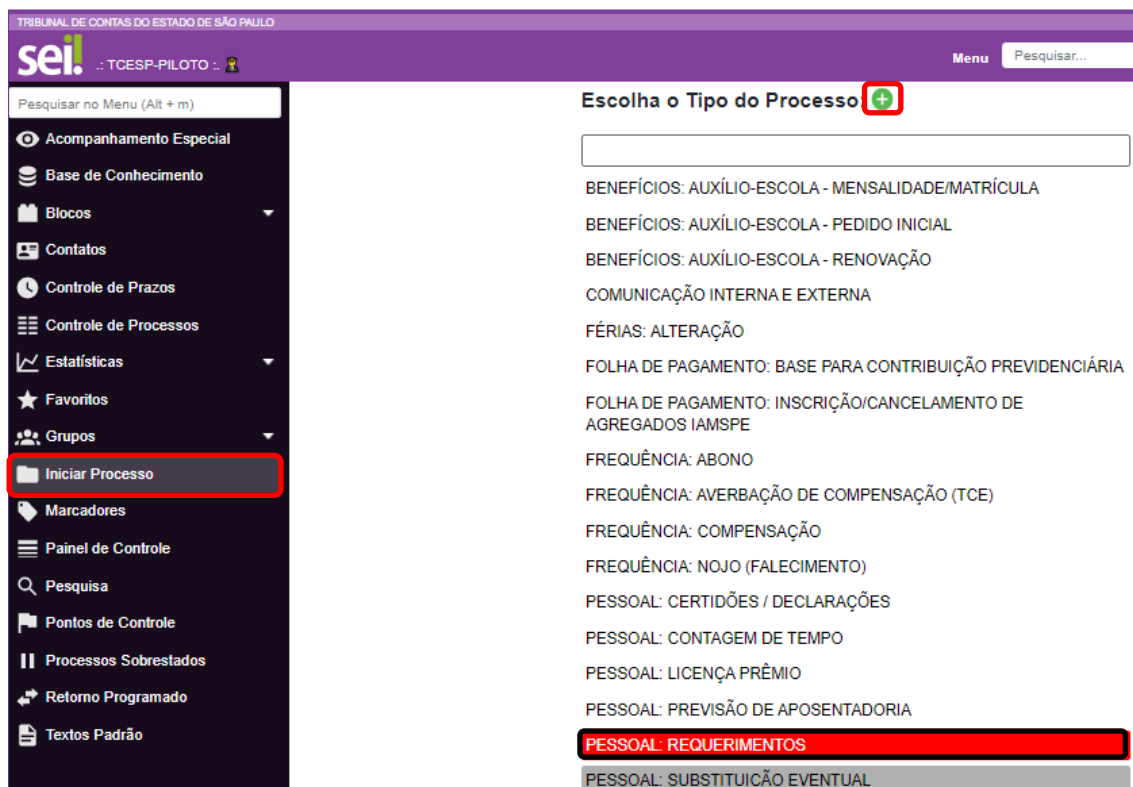 TRIBUNAL DE CONTAS DO ESTADO DE SÃO PAULO
sei!
.: TCESP-PILOTO :.
Menu
Pesquisar...
Pesquisar no Menu (Alt + m)
Acompanhamento Especial
Base de Conhecimento
Blocos
Contatos
Controle de Prazos
Controle de Processos
Estatísticas
Favoritos
Grupos
Iniciar Processo
Marcadores
Painel de Controle
Pesquisa
Pontos de Controle
Processos Sobrestados
Retorno Programado
Textos Padrão
Escolha o Tipo do Processo:
BENEFÍCIOS: AUXÍLIO-ESCOLA - MENSALIDADE/MATRÍCULA
BENEFÍCIOS: AUXÍLIO-ESCOLA - PEDIDO INICIAL
BENEFÍCIOS: AUXÍLIO-ESCOLA - RENOVAÇÃO
COMUNICAÇÃO INTERNA E EXTERNA
FÉRIAS: ALTERAÇÃO
FOLHA DE PAGAMENTO: BASE PARA CONTRIBUIÇÃO PREVIDENCIÁRIA
FOLHA DE PAGAMENTO: INSCRIÇÃO/CANCELAMENTO DE
AGREGADOS IAMSPE
FREQUÊNCIA: ABONO
FREQUÊNCIA: AVERBAÇÃO DE COMPENSAÇÃO (TCE)
FREQUÊNCIA: COMPENSAÇÃO
FREQUÊNCIA: NOJO (FALECIMENTO)
PESSOAL: CERTIDÕES / DECLARAÇÕES
PESSOAL: CONTAGEM DE TEMPO
PESSOAL: LICENÇA PRÊMIO
PESSOAL: PREVISÃO DE APOSENTADORIA
PESSOAL: REQUERIMENTOS
PESSOAL: SUBSTITUIÇÃO EVENTUAL